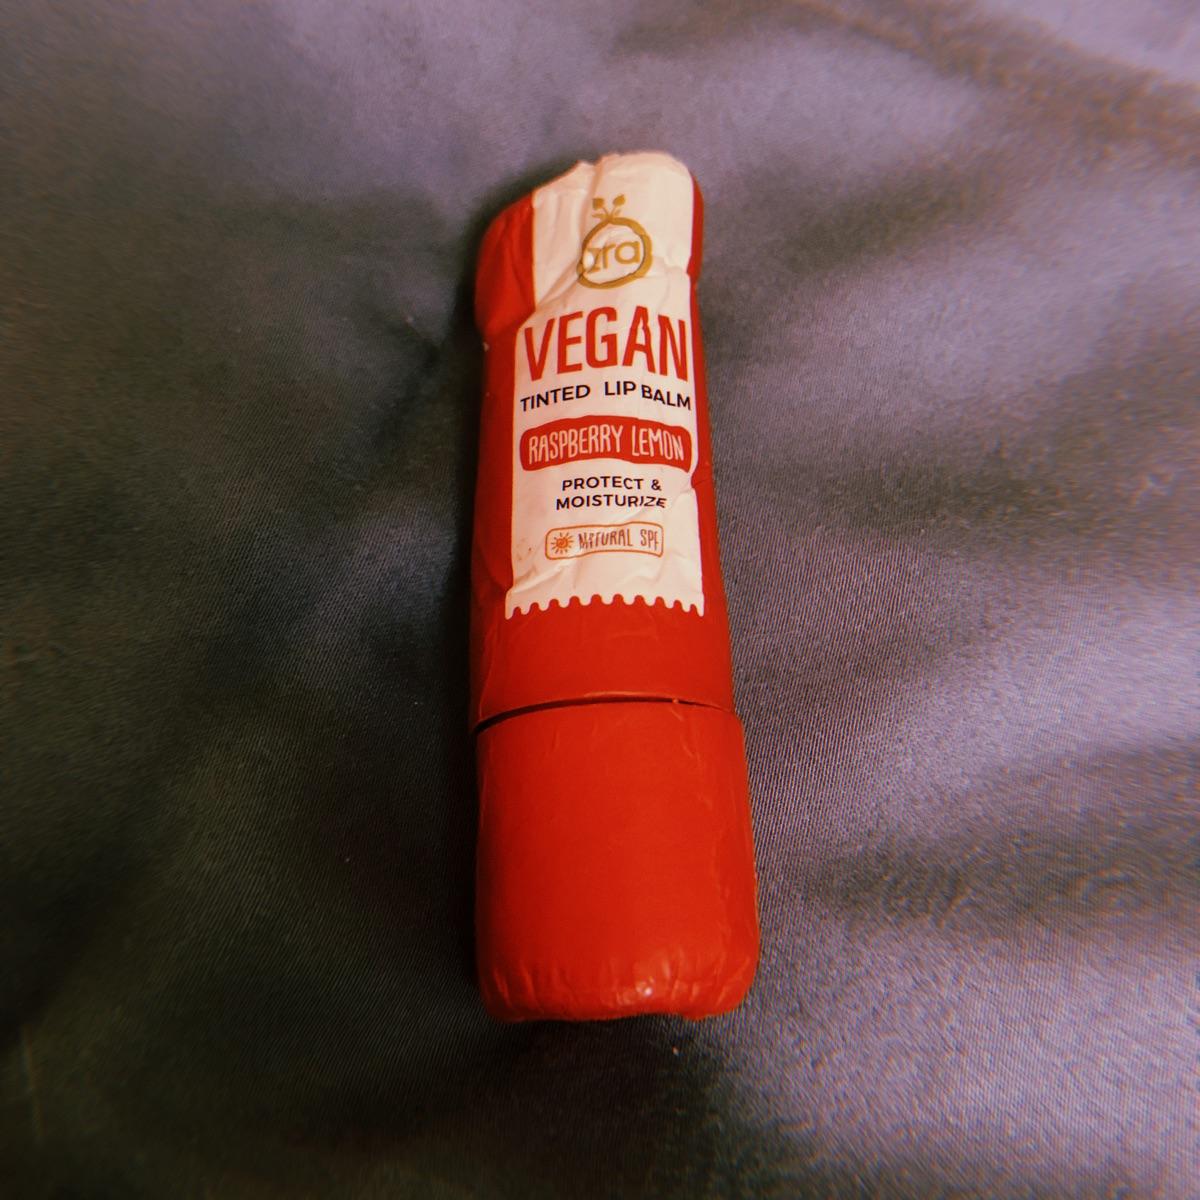 ora
VEGAN
TINTED LIP BALM
RASPBERRY LEMON
PROTECT &
MOISTURIZE
NATURAL SPF